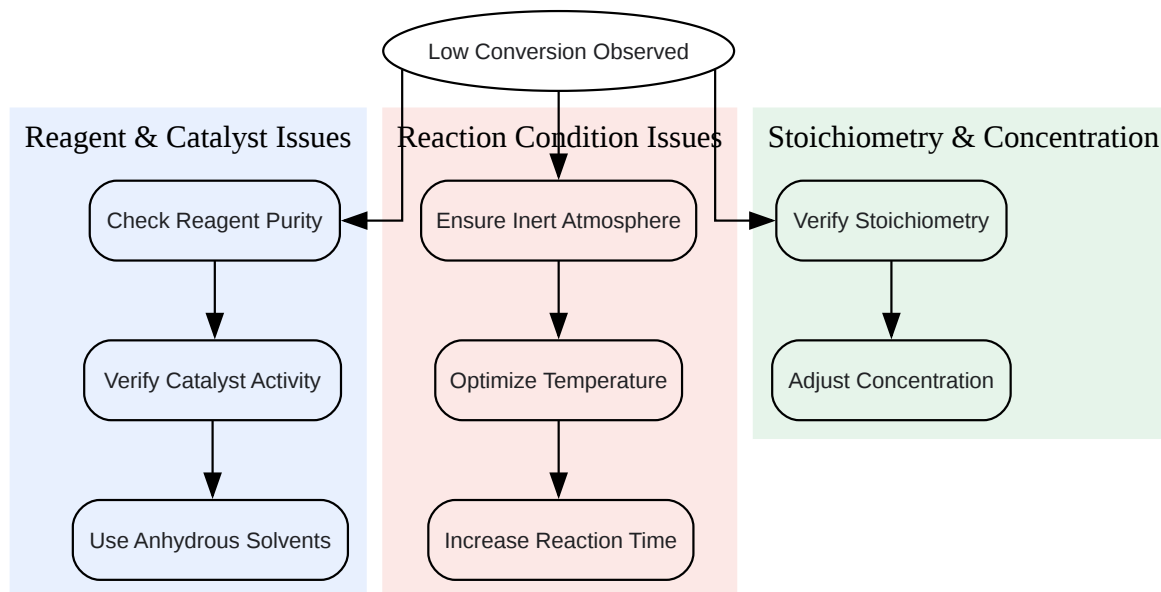 Low Conversion Observed
Reagent & Catalyst Issues
Check Reagent Purity
Verify Catalyst Activity
Use Anhydrous Solvents
Reaction Condition Issues
Ensure Inert Atmosphere
Optimize Temperature
Increase Reaction Time
Stoichiometry & Concentration
Verify Stoichiometry
Adjust Concentration